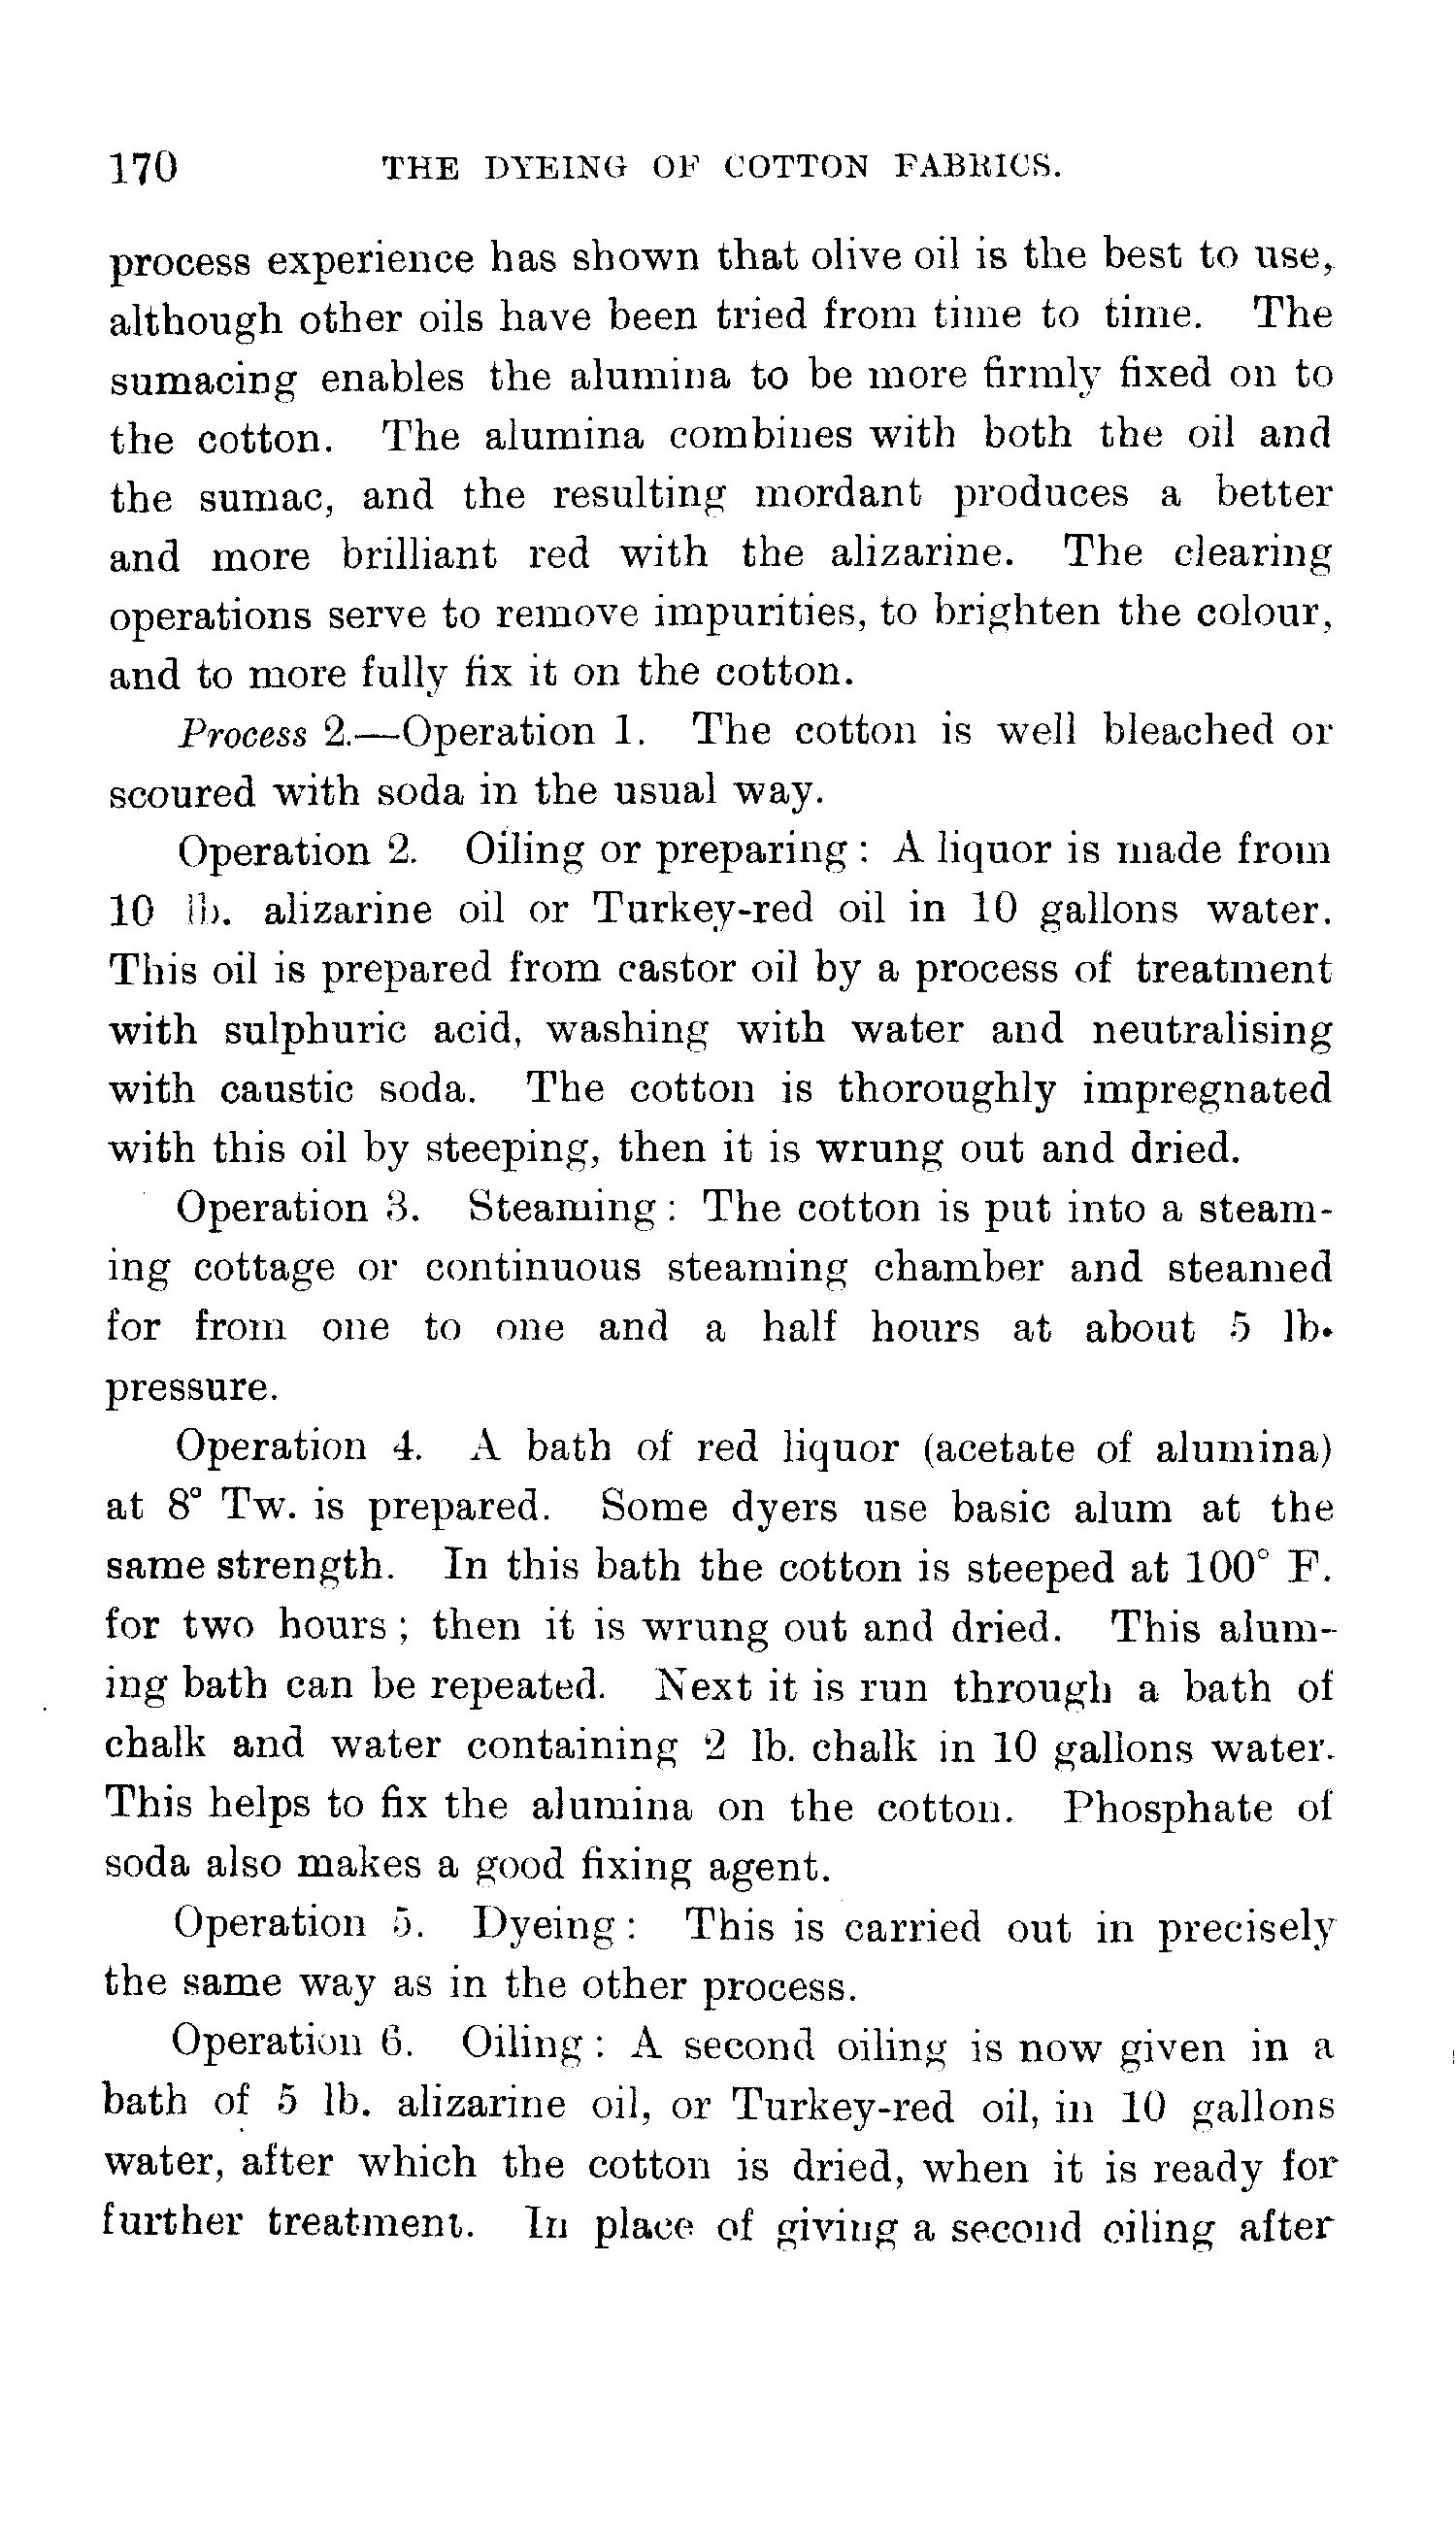 170 THE DYEING OF COTTON FABRICS.
process experience has shown that olive oil is the best to use,
although other oils have been tried from time to time. The
sumacing enables the alumina to be more firmly fixed on to
the cotton. The alumina combines with both the oil and
the sumac, and the resulting mordant produces a better
and more brilliant red with the alizarine. The clearing
operations serve to remove impurities, to brighten the colour,
and to more fully fix it on the cotton.
Process 2.—Operation 1. The cotton is well bleached or
scoured with soda in the usual way.
Operation 2. Oiling or preparing : A liquor is made from
10 lb. alizarine oil or Turkey-red oil in 10 gallons water.
This oil is prepared from castor oil by a process of treatment
with sulphuric acid, washing with water and neutralising
with caustic soda. The cotton is thoroughly impregnated
with this oil by steeping, then it is wrung out and dried.
Operation 3. Steaming : The cotton is put into a steam-
ing cottage or continuous steaming chamber and steamed
for from one to one and a half hours at about 5 lb.
pressure.
Operation 4. A bath of red liquor (acetate of alumina)
at 8° Tw. is prepared. Some dyers use basic alum at the
same strength. In this bath the cotton is steeped at 100° F.
for two hours ; then it is wrung out and dried. This alum-
ing bath can be repeated. Next it is run through a bath of
chalk and water containing 2 lb. chalk in 10 gallons water.
This helps to fix the alumina on the cotton. Phosphate of
soda also makes a good fixing agent.
Operation 5. Dyeing : This is carried out in precisely
the same way as in the other process.
Operation 6. Oiling : A second oiling is now given in a
bath of 5 lb. alizarine oil, or Turkey-red oil, in 10 gallons
water, after which the cotton is dried, when it is ready for
further treatment. In place of giving a second oiling after